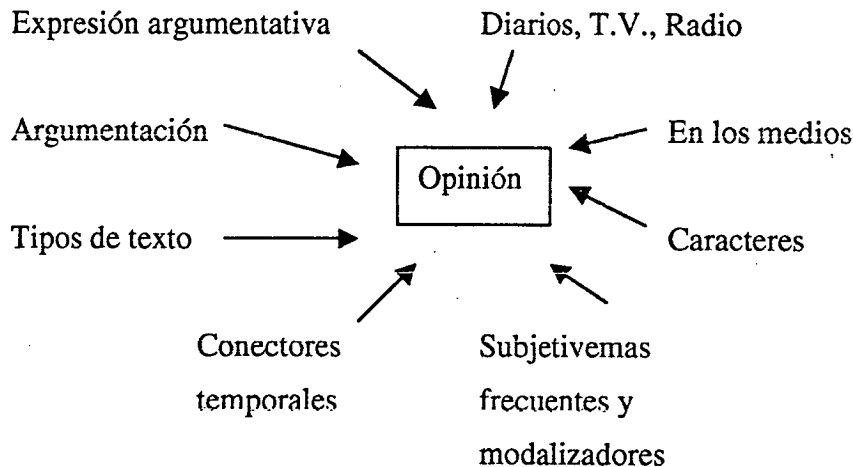 Expresión argumentativa
Diarios, T.V., Radio
Argumentación
En los medios
Opinión
Tipos de texto
Caracteres
Conectores
temporales
Subjetivemas
frecuentes y
modalizadores